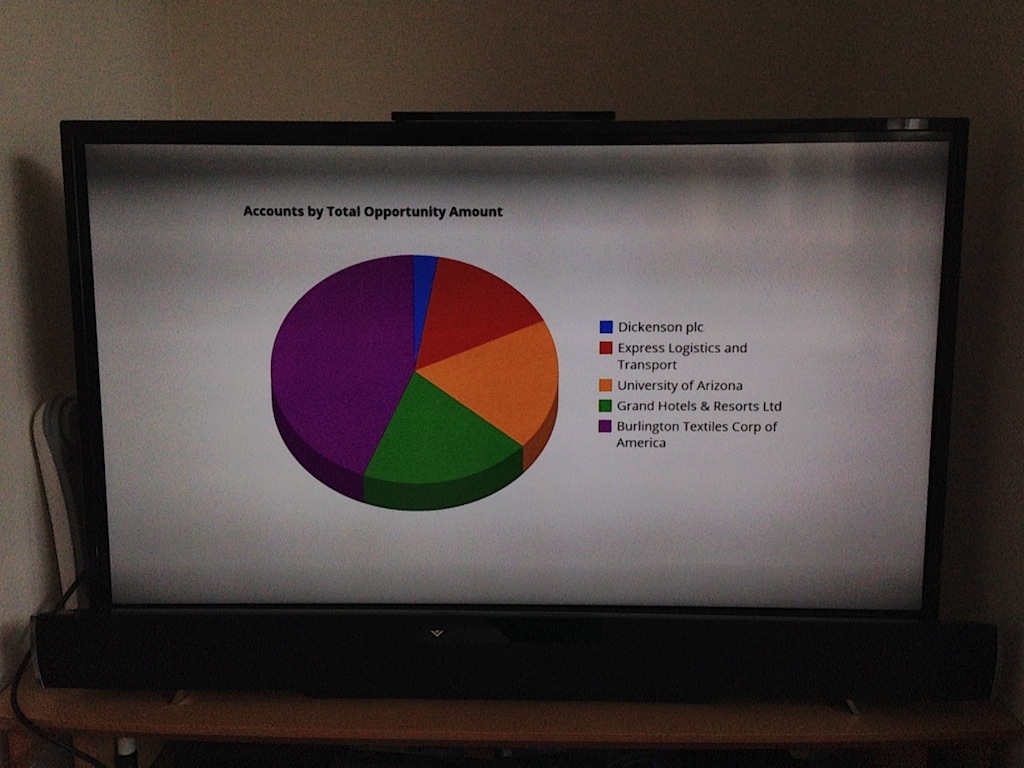 Accounts by Total Opportunity Amount
Dickenson plc
Express Logistics and
Transport
University of Arizona
Grand Hotels & Resorts Ltd
Burlington Textiles Corp of
America